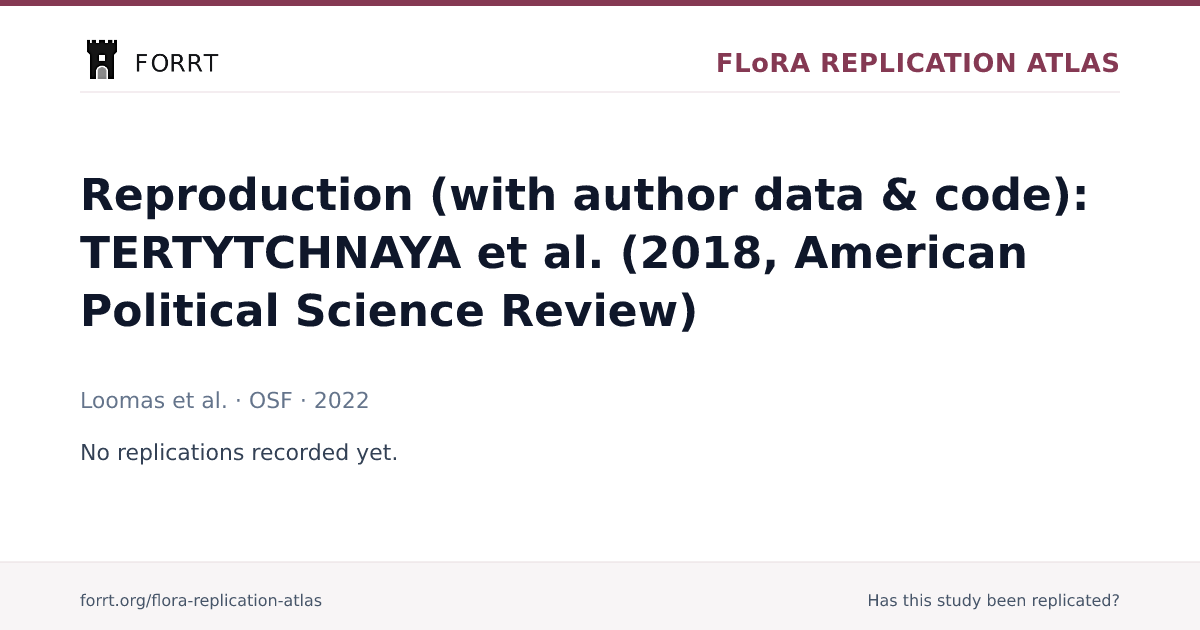 FORRT
FLoRA REPLICATION ATLAS
Reproduction (with author data & code):
TERTYTCHNAYA et al. (2018, American
Political Science Review)
Loomas et al. · OSF · 2022
No replications recorded yet.
forrt.org/flora-replication-atlas
Has this study been replicated?